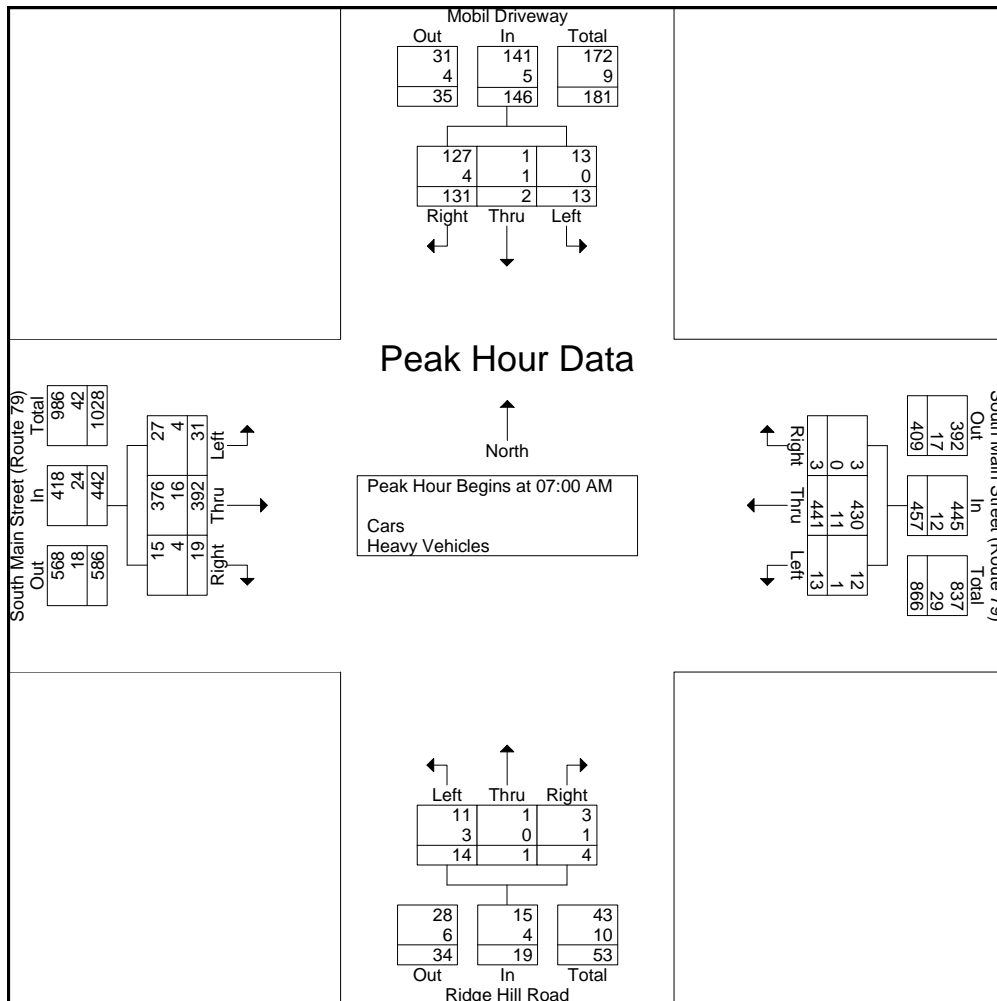 Mobil Driveway
Out In Total
31 141 172
4 5 9
35 146 181
127 1 13
4 1 0
131 2 13
Right Thru Left
Peak Hour Data
North
Peak Hour Begins at 07:00 AM
Cars
Heavy Vehicles
South Main Street (Route 79)
Out In Total
568 418 986
18 24 42
586 442 1028
Right Thru Left
15 376 27
4 16 4
19 392 31
South Main Street (Route 79)
Out In Total
392 445 837
17 12 29
409 457 866
3 430 12
0 11 1
3 441 13
Right Thru Left
Left Thru Right
11 1 3
3 0 1
14 1 4
28 15 43
6 4 10
34 19 53
Out In Total
Ridge Hill Road